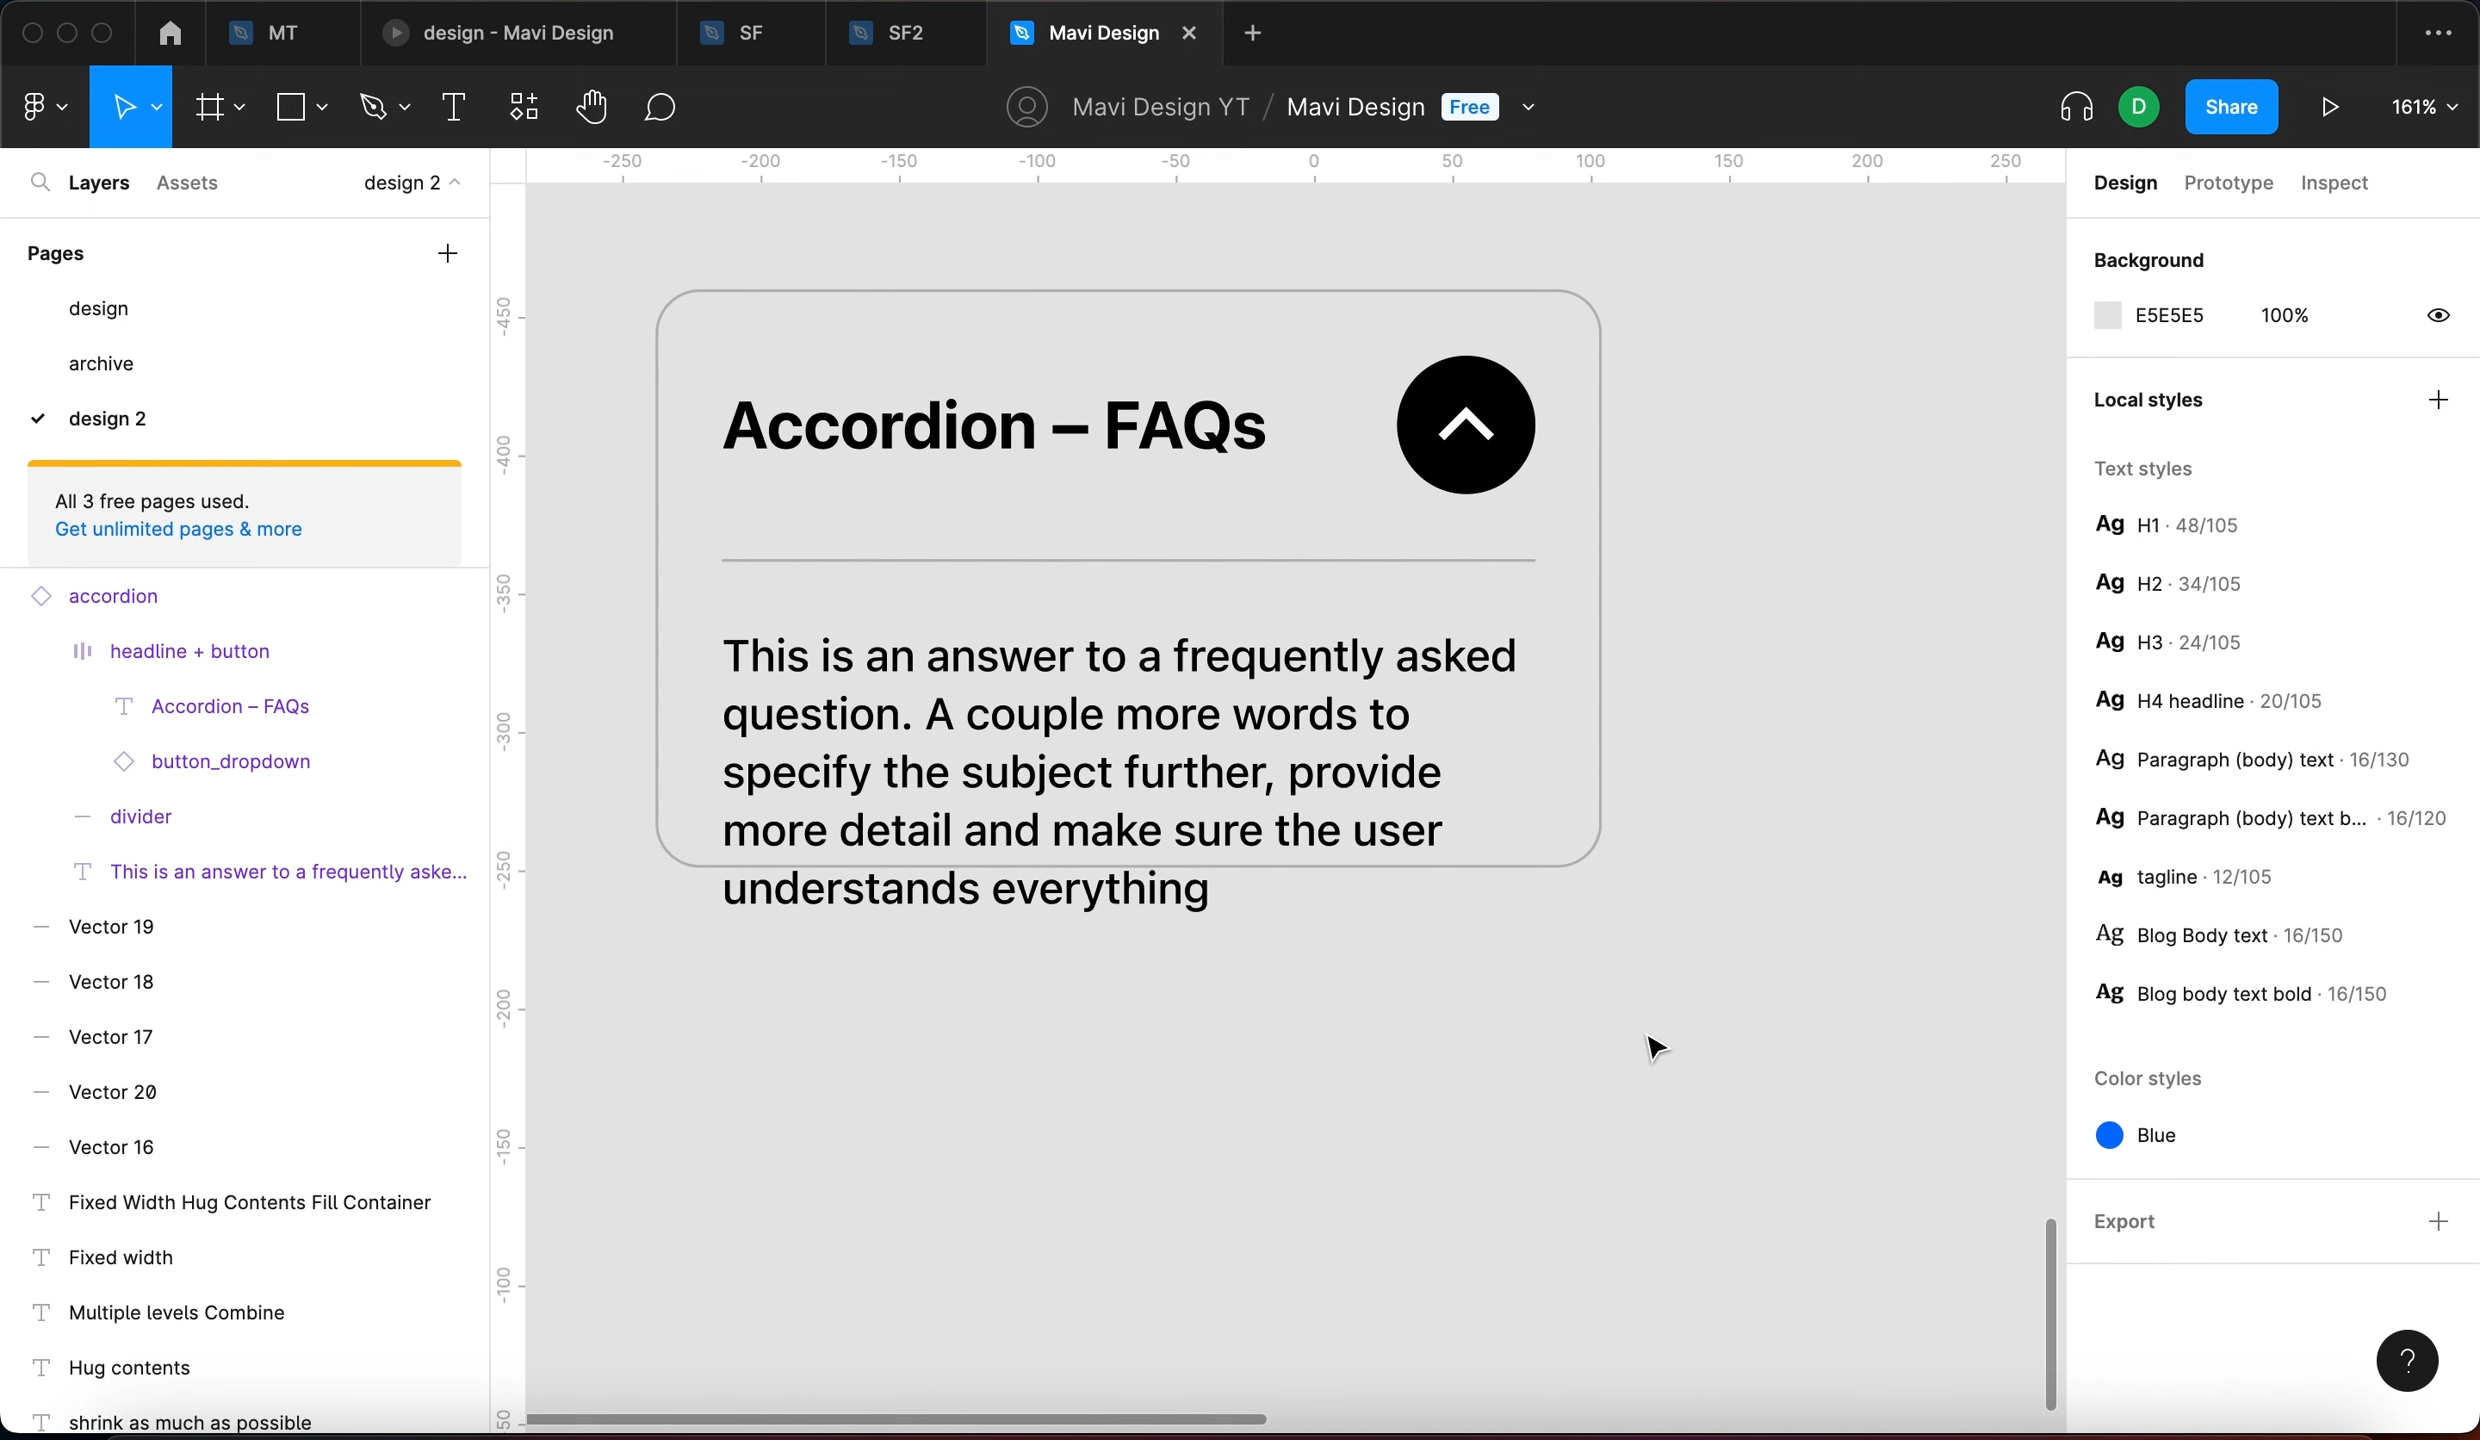 MT
design - Mavi Design
SF
SF2
Mavi Design
Mavi Design YT / Mavi Design Free
D
Share
161%
Layers
Assets
design 2
Pages
design
archive
design 2
All 3 free pages used.
Get unlimited pages & more
accordion
headline + button
Accordion – FAQs
button_dropdown
divider
This is an answer to a frequently aske...
Vector 19
Vector 18
Vector 17
Vector 20
Vector 16
Fixed Width Hug Contents Fill Container
Fixed width
Multiple levels Combine
Hug contents
shrink as much as possible
-250 -200 -150 -100 -50 0 50 100 150 200 250
-450
-400
-350
-300
-250
-200
-150
-100
50
Accordion – FAQs
This is an answer to a frequently asked
question. A couple more words to
specify the subject further, provide
more detail and make sure the user
understands everything
Design
Prototype
Inspect
Background
E5E5E5 100%
Local styles
Text styles
Ag H1 · 48/105
Ag H2 · 34/105
Ag H3 · 24/105
Ag H4 headline · 20/105
Ag Paragraph (body) text · 16/130
Ag Paragraph (body) text b... · 16/120
Ag tagline · 12/105
Ag Blog Body text · 16/150
Ag Blog body text bold · 16/150
Color styles
Blue
Export
?